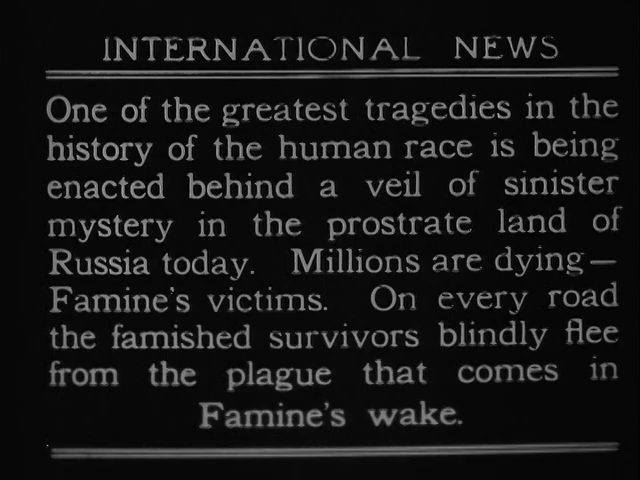 INTERNATIONAL NEWS
One of the greatest tragedies in the
history of the human race is being
enacted behind a veil of sinister
mystery in the prostrate land of
Russia today. Millions are dying—
Famine's victims. On every road
the famished survivors blindly flee
from the plague that comes in
Famine's wake.